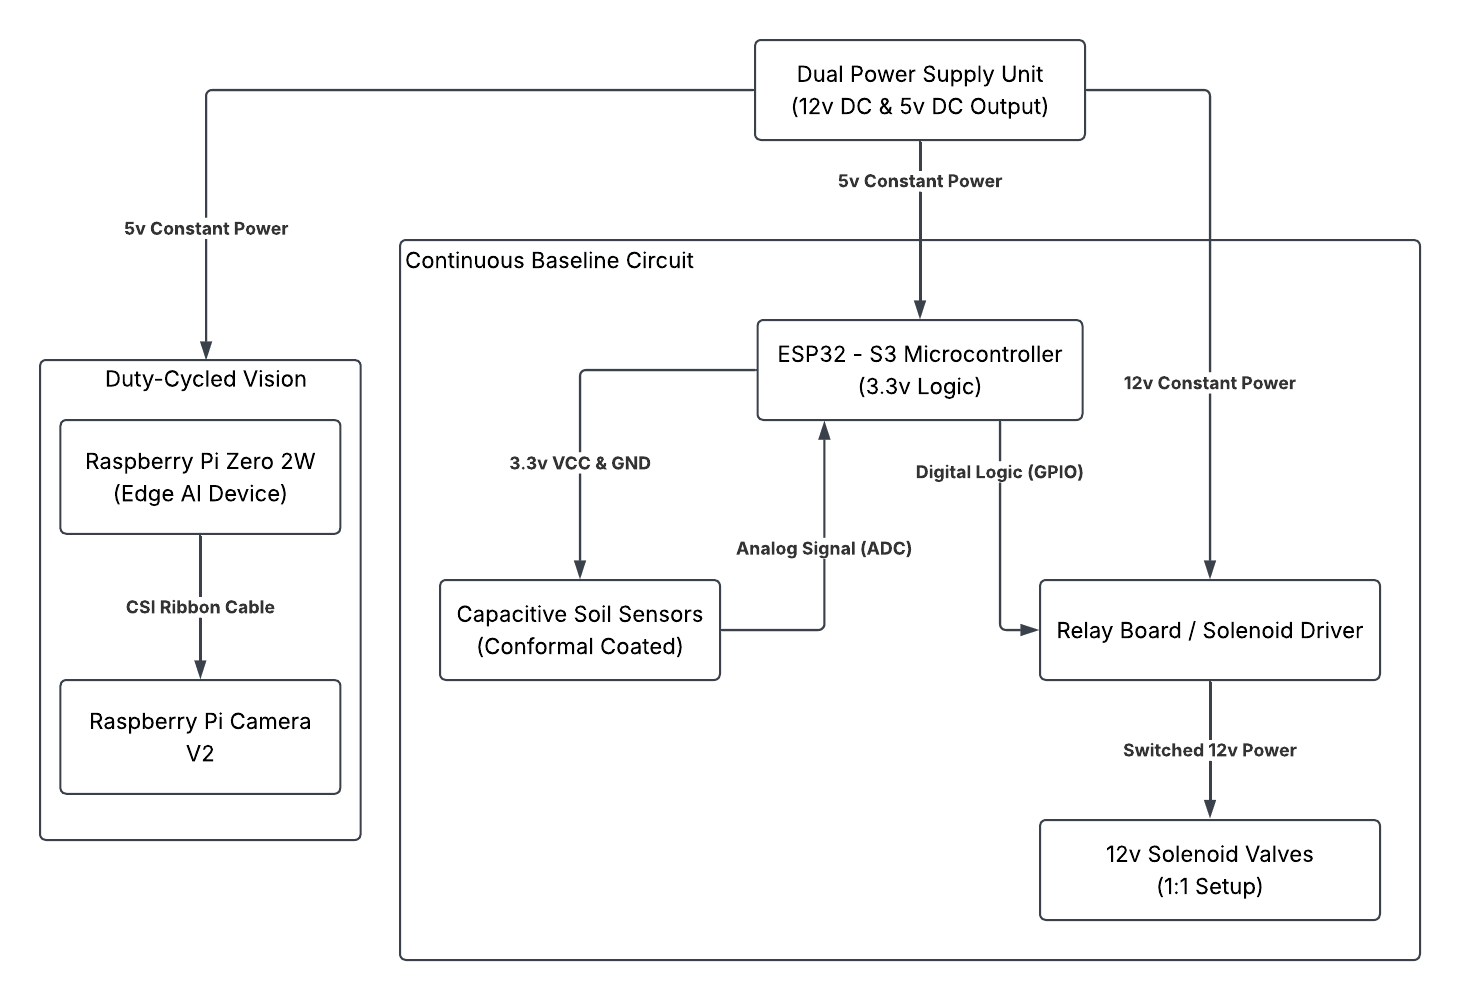 Dual Power Supply Unit
(12v DC & 5v DC Output)
5v Constant Power
5v Constant Power
Continuous Baseline Circuit
ESP32 - S3 Microcontroller
(3.3v Logic)
12v Constant Power
Duty-Cycled Vision
Raspberry Pi Zero 2W
(Edge AI Device)
3.3v VCC & GND
Digital Logic (GPIO)
Analog Signal (ADC)
CSI Ribbon Cable
Capacitive Soil Sensors
(Conformal Coated)
Relay Board / Solenoid Driver
Raspberry Pi Camera
V2
Switched 12v Power
12v Solenoid Valves
(1:1 Setup)